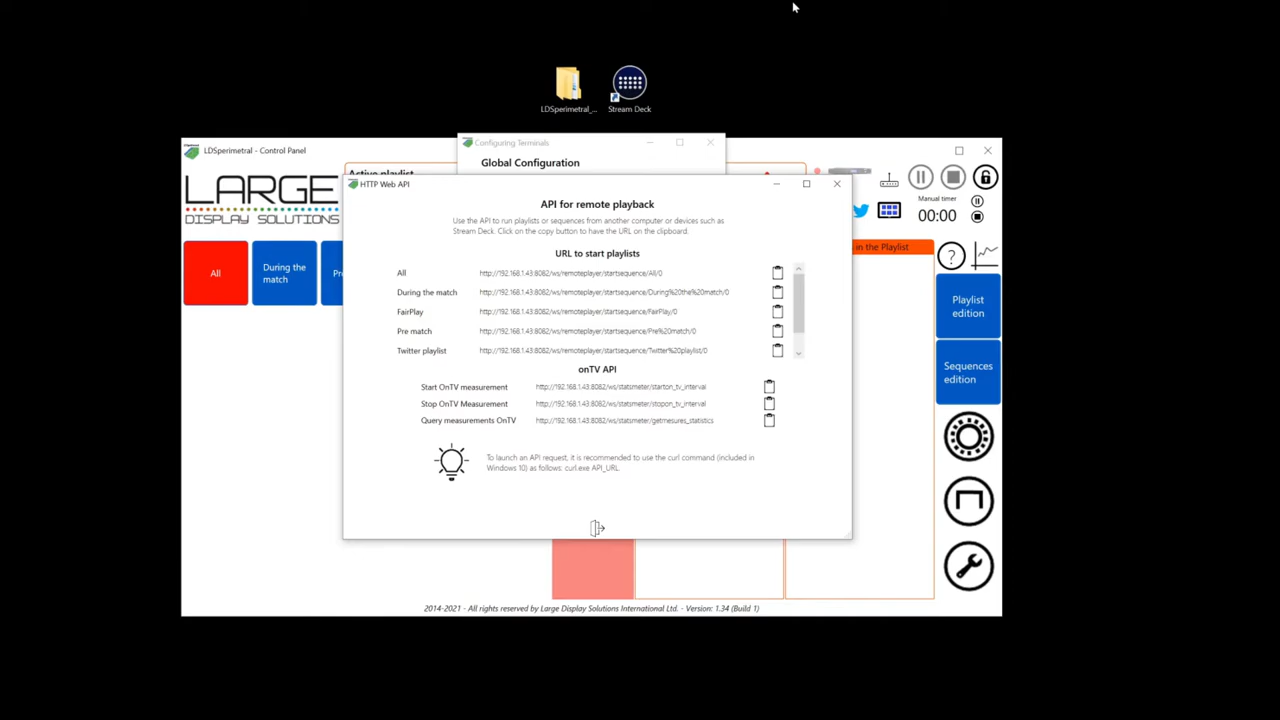 LDSperimetral_...
Stream Deck
LDSperimetral - Control Panel
Configuring Terminals
Global Configuration
Active playlist
LARGE
DISPLAY SOLUTIONS
Manual timer
00:00
All
During the
match
in the Playlist
?
Playlist
edition
Sequences
edition
HTTP Web API
API for remote playback
Use the API to run playlists or sequences from another computer or devices such as
Stream Deck. Click on the copy button to have the URL on the clipboard.
URL to start playlists
All http://192.168.1.43:8082/ws/remoteplayer/startsequence/All/0
During the match http://192.168.1.43:8082/ws/remoteplayer/startsequence/During%20the%20match/0
FairPlay http://192.168.1.43:8082/ws/remoteplayer/startsequence/FairPlay/0
Pre match http://192.168.1.43:8082/ws/remoteplayer/startsequence/Pre%20match/0
Twitter playlist http://192.168.1.43:8082/ws/remoteplayer/startsequence/Twitter%20playlist/0
onTV API
Start OnTV measurement http://192.168.1.43:8082/ws/statsmeter/starton_tv_interval
Stop OnTV Measurement http://192.168.1.43:8082/ws/statsmeter/stopon_tv_interval
Query measurements OnTV http://192.168.1.43:8082/ws/statsmeter/getmesures_statistics
To launch an API request, it is recommended to use the curl command (included in
Windows 10) as follows: curl.exe API_URL.
2014-2021 - All rights reserved by Large Display Solutions International Ltd. - Version: 1.34 (Build 1)